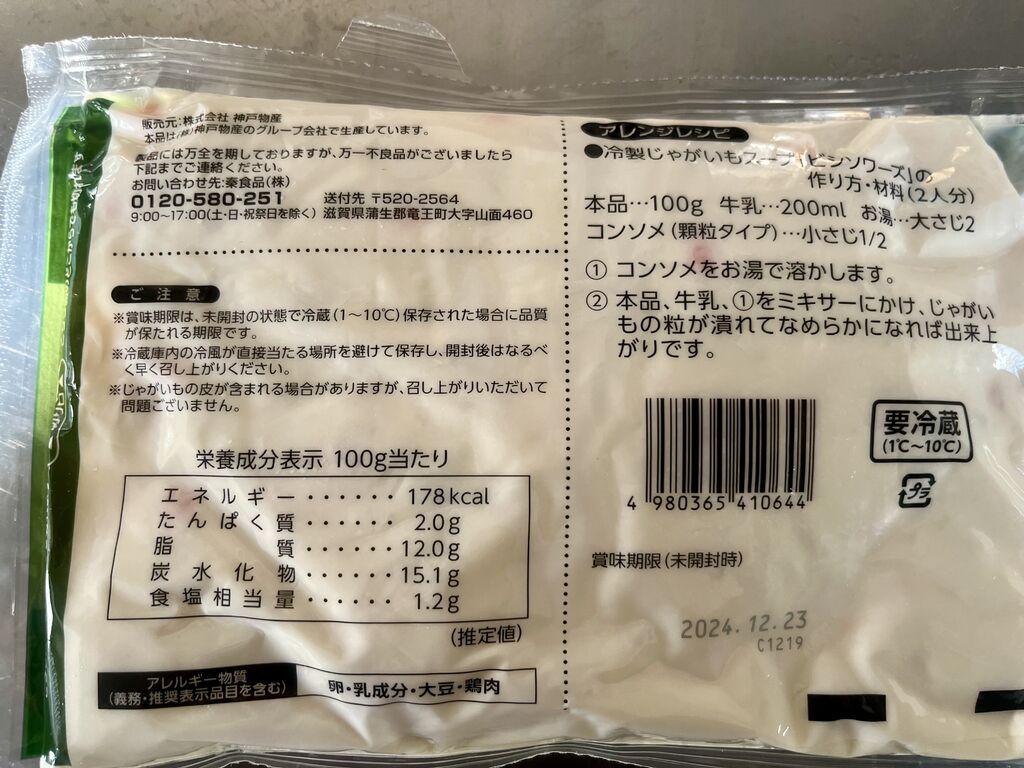 販売元:株式会社 神戸物産
本品は(株)神戸物産のグループ会社で生産しています。
製品には万全を期しておりますが、万一不良品がございましたら
下記までご連絡ください。
お問い合わせ先:秦食品(株)
0120-580-251 送付先 〒520-2564
9:00〜17:00(土・日・祝祭日を除く) 滋賀県蒲生郡竜王町大字山面460
ご注意
※賞味期限は、未開封の状態で冷蔵(1〜10℃)保存された場合に品質
が保たれる期限です。
※冷蔵庫内の冷風が直接当たる場所を避けて保存し、開封後はなるべ
く早く召し上がりください。
※じゃがいもの皮が含まれる場合がありますが、召し上がりいただいて
問題ございません。
栄養成分表示 100g当たり
エネルギー・・・・・・178kcal
たんぱく質・・・・・・2.0g
脂質・・・・・・12.0g
炭水化物・・・・・・15.1g
食塩相当量・・・・・・1.2g
(推定値)
アレルギー物質
(義務・推奨表示品目を含む)
卵・乳成分・大豆・鶏肉
アレンジレシピ
●冷製じゃがいもスープ「ビシソワーズ」の
作り方・材料(2人分)
本品…100g 牛乳…200ml お湯…大さじ2
コンソメ(顆粒タイプ)…小さじ1/2
① コンソメをお湯で溶かします。
② 本品、牛乳、①をミキサーにかけ、じゃがい
もの粒が潰れてなめらかになれば出来上
がりです。
4 980365 410644
要冷蔵
(1℃〜10℃)
プラ
賞味期限(未開封時)
2024.12.23
C1219